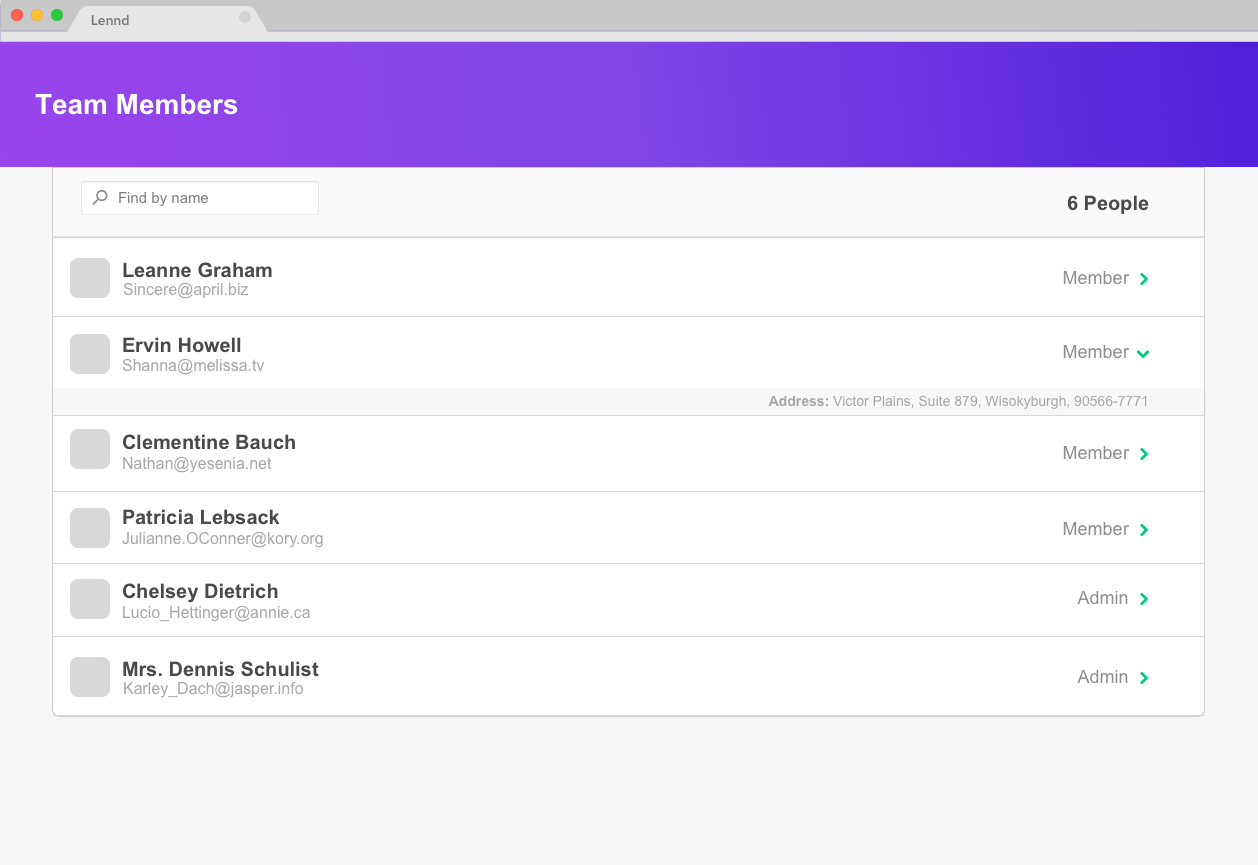 Lennd
Team Members
Find by name
6 People
Leanne Graham
Sincere@april.biz
Member
Ervin Howell
Shanna@melissa.tv
Member
Address: Victor Plains, Suite 879, Wisokyburgh, 90566-7771
Clementine Bauch
Nathan@yesenia.net
Member
Patricia Lebsack
Julianne.OConner@kory.org
Member
Chelsey Dietrich
Lucio_Hettinger@annie.ca
Admin
Mrs. Dennis Schulist
Karley_Dach@jasper.info
Admin